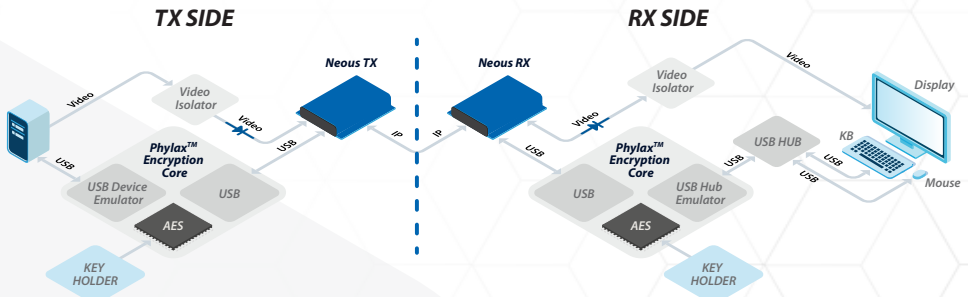 TX SIDE
RX SIDE
Neous TX
Neous RX
Video
Video
Isolator
Video
USB
IP
USB
Phylax™
Encryption
Core
USB Device
Emulator
USB
AES
KEY
HOLDER
IP
Video
Video
Isolator
Video
Display
USB
Phylax™
Encryption
Core
USB
USB Hub
Emulator
AES
KEY
HOLDER
USB
USB HUB
KB
USB
USB
Mouse